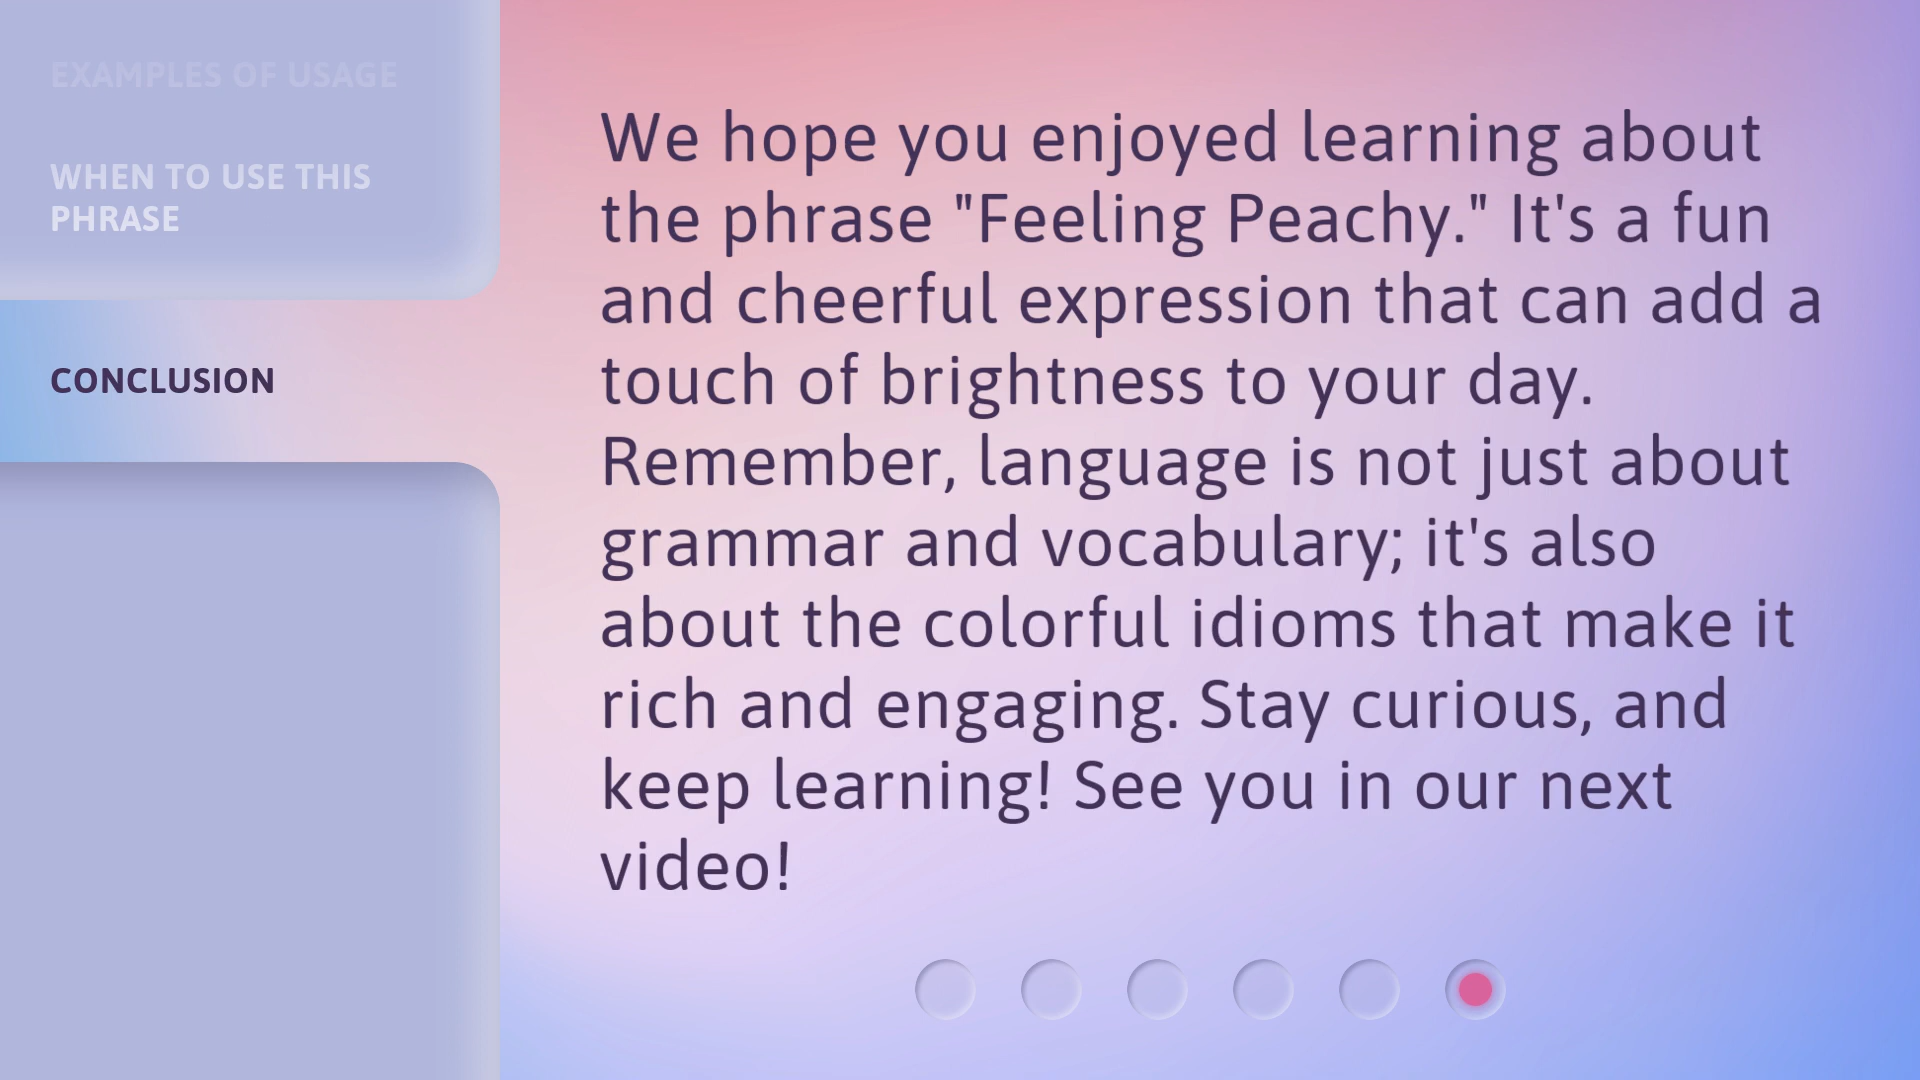 EXAMPLES OF USAGE
WHEN TO USE THIS
PHRASE
CONCLUSION
We hope you enjoyed learning about
the phrase "Feeling Peachy." It's a fun
and cheerful expression that can add a
touch of brightness to your day.
Remember, language is not just about
grammar and vocabulary; it's also
about the colorful idioms that make it
rich and engaging. Stay curious, and
keep learning! See you in our next
video!